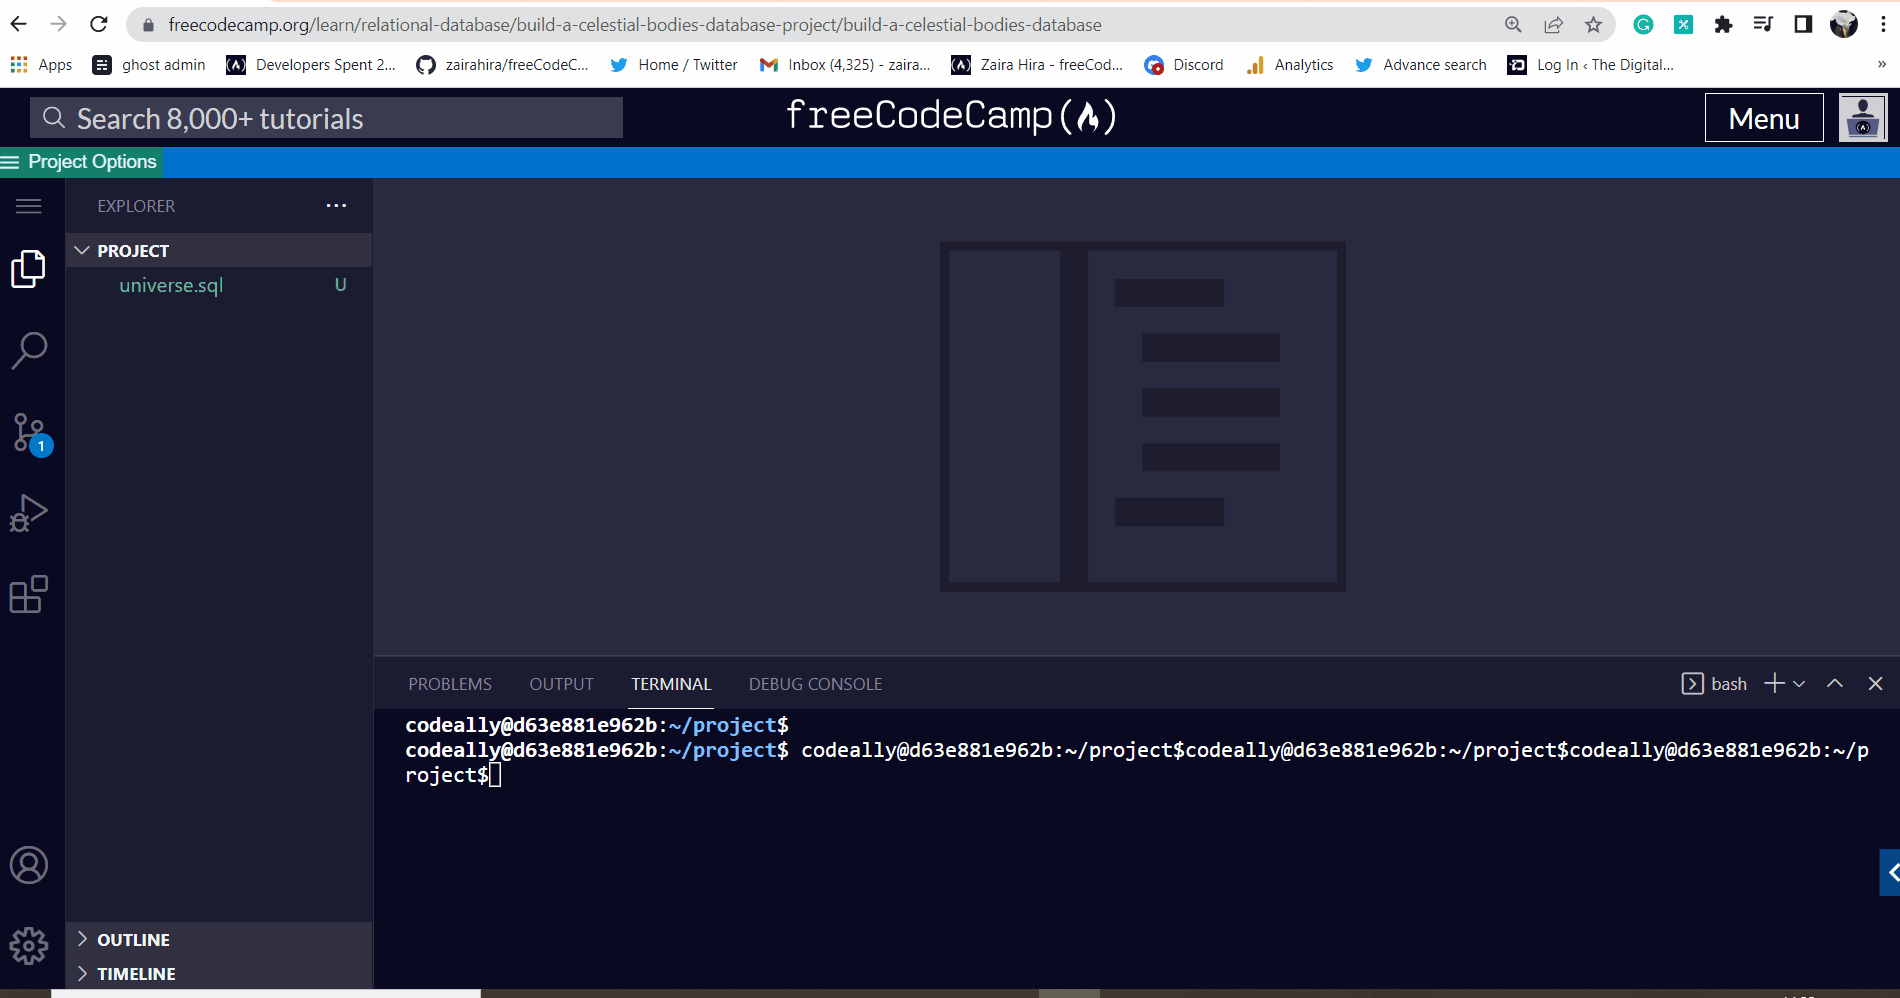 freecodecamp.org/learn/relational-database/build-a-celestial-bodies-database-project/build-a-celestial-bodies-database
Apps ghost admin Developers Spent 2... zairahira/freeCodeC... Home / Twitter Inbox (4,325) - zaira... Zaira Hira - freeCod... Discord Analytics Advance search Log In ‹ The Digital... »
Search 8,000+ tutorials freeCodeCamp Menu
Project Options
EXPLORER ...
PROJECT
universe.sql U
1
PROBLEMS OUTPUT TERMINAL DEBUG CONSOLE bash
codeally@d63e881e962b:~/project$
codeally@d63e881e962b:~/project$ codeally@d63e881e962b:~/project$codeally@d63e881e962b:~/project$codeally@d63e881e962b:~/p
roject$
OUTLINE
TIMELINE